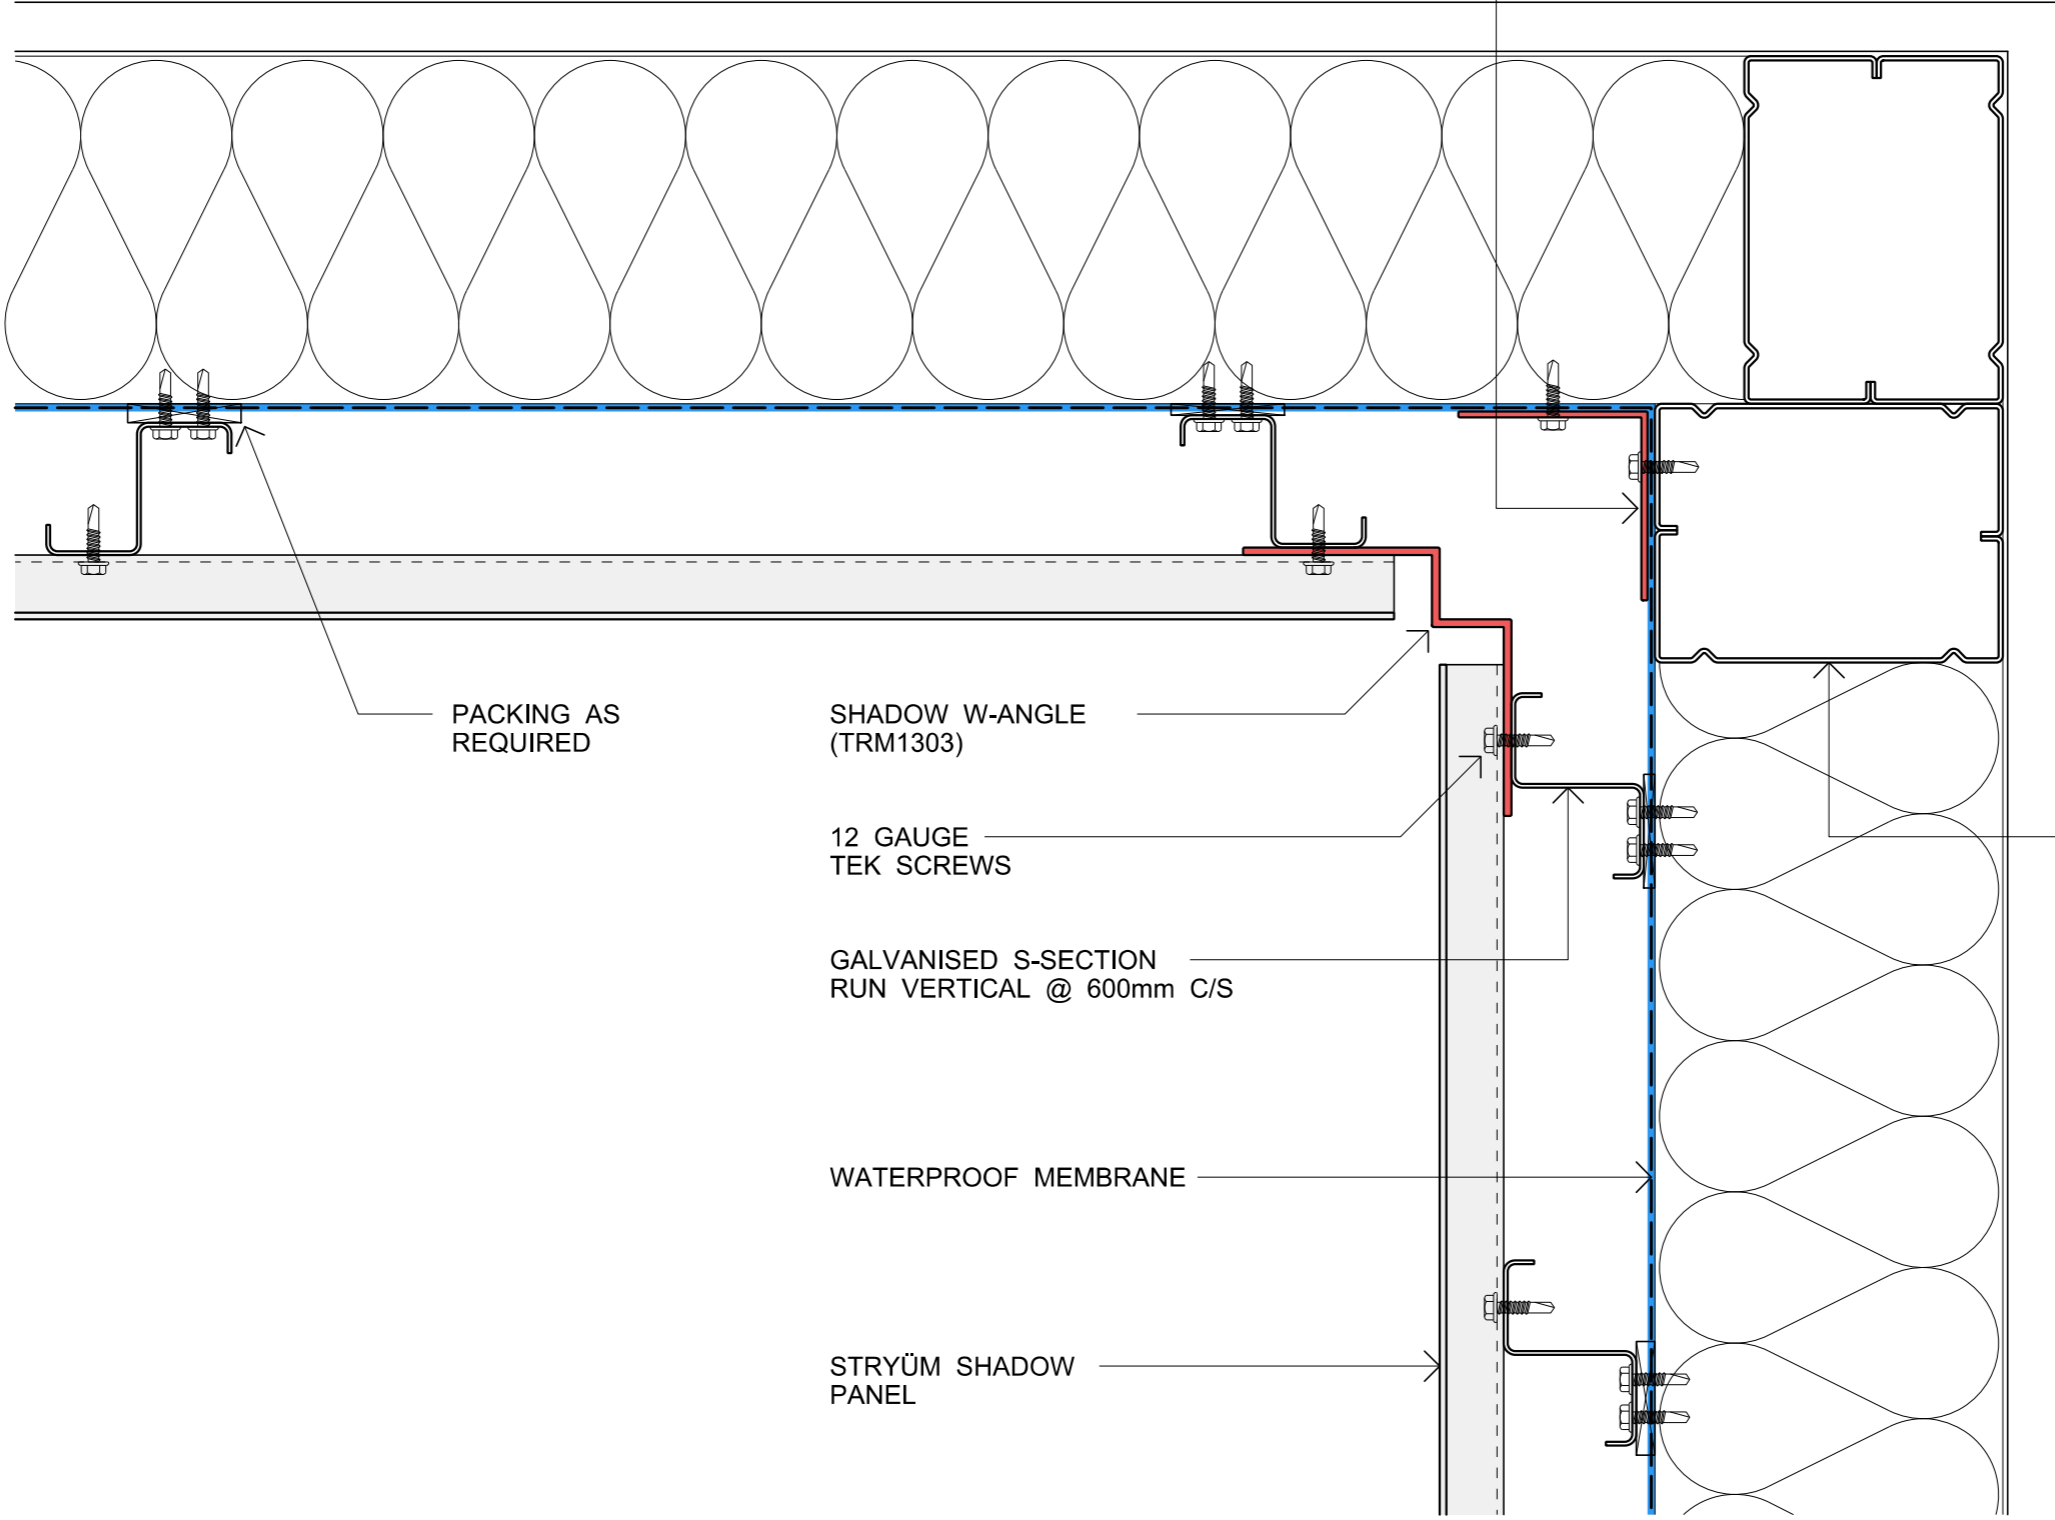 PACKING AS
REQUIRED
SHADOW W-ANGLE
(TRM1303)
12 GAUGE
TEK SCREWS
GALVANISED S-SECTION
RUN VERTICAL @ 600mm C/S
WATERPROOF MEMBRANE
STRYÜM SHADOW
PANEL